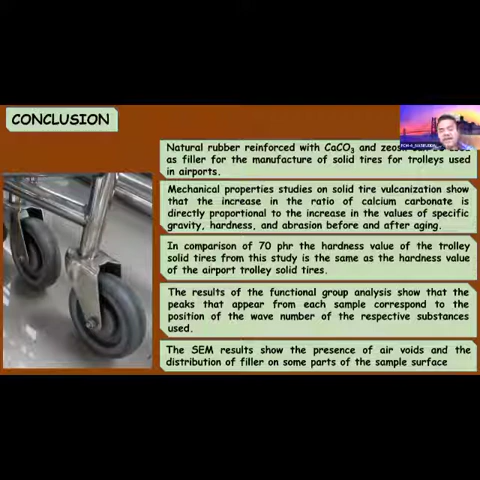 CONCLUSION
Natural rubber reinforced with CaCO3 and
as filler for the manufacture of solid tires for trolleys used
in airports.
Mechanical properties studies on solid tire vulcanization show
that the increase in the ratio of calcium carbonate is
directly proportional to the increase in the values of specific
gravity, hardness, and abrasion before and after aging.
In comparison of 70 phr the hardness value of the trolley
solid tires from this study is the same as the hardness value
of the airport trolley solid tires.
The results of the functional group analysis show that the
peaks that appear from each sample correspond to the
position of the wave number of the respective substances
used.
The SEM results show the presence of air voids and the
distribution of filler on some parts of the sample surface